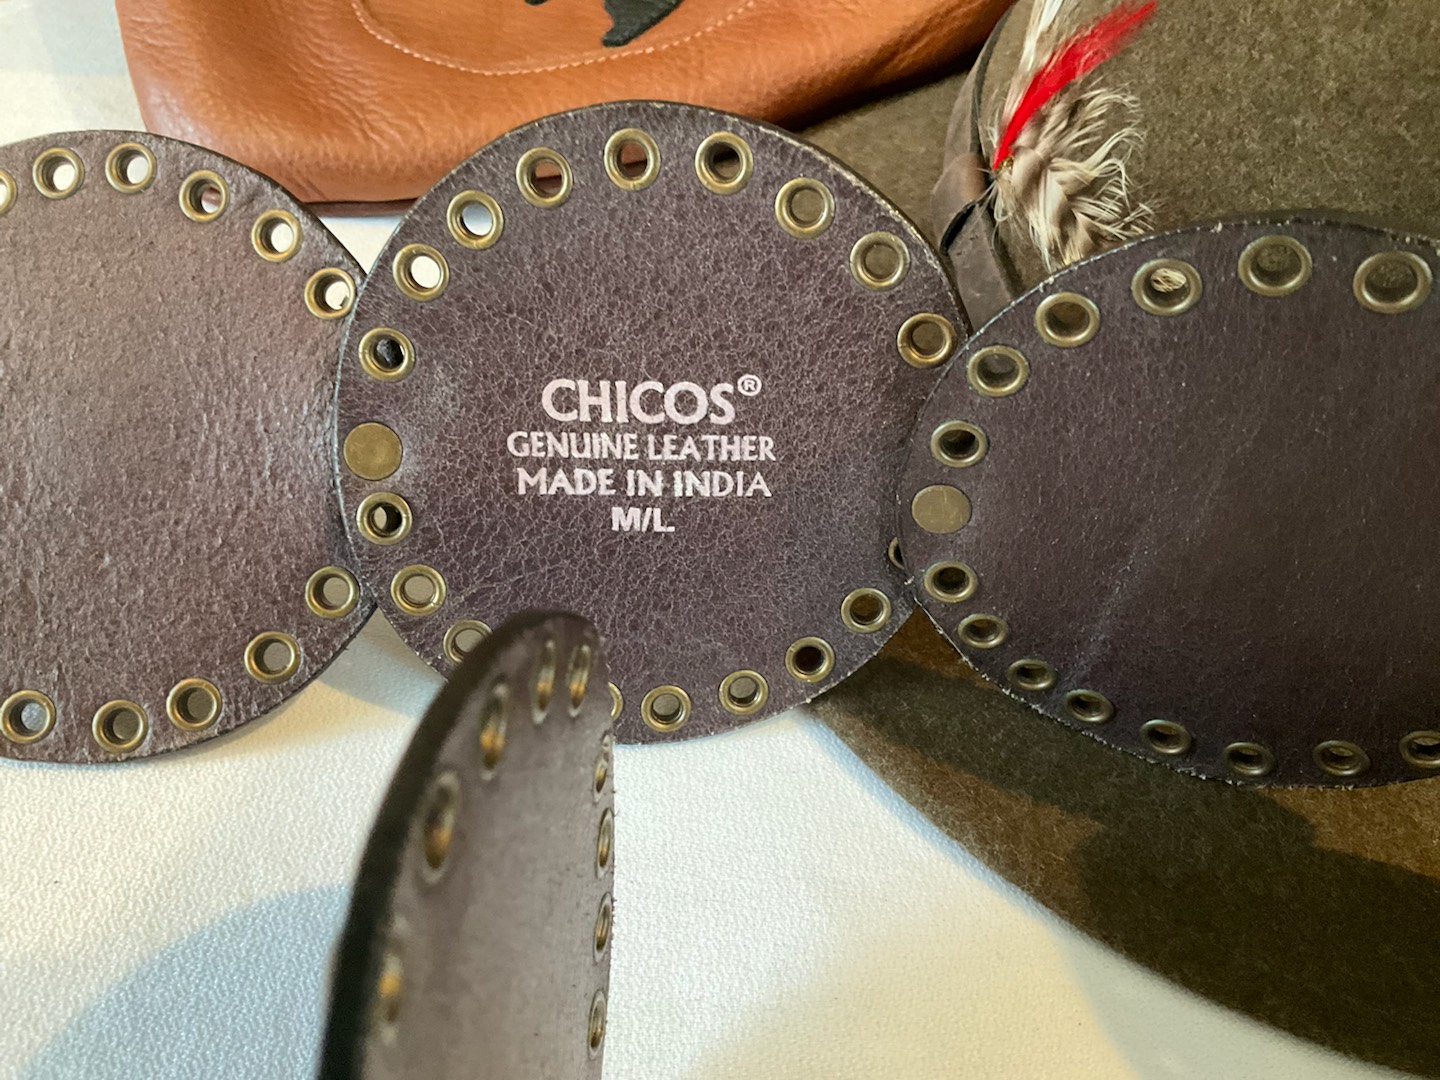 CHICOS®
GENUINE LEATHER
MADE IN INDIA
M/L